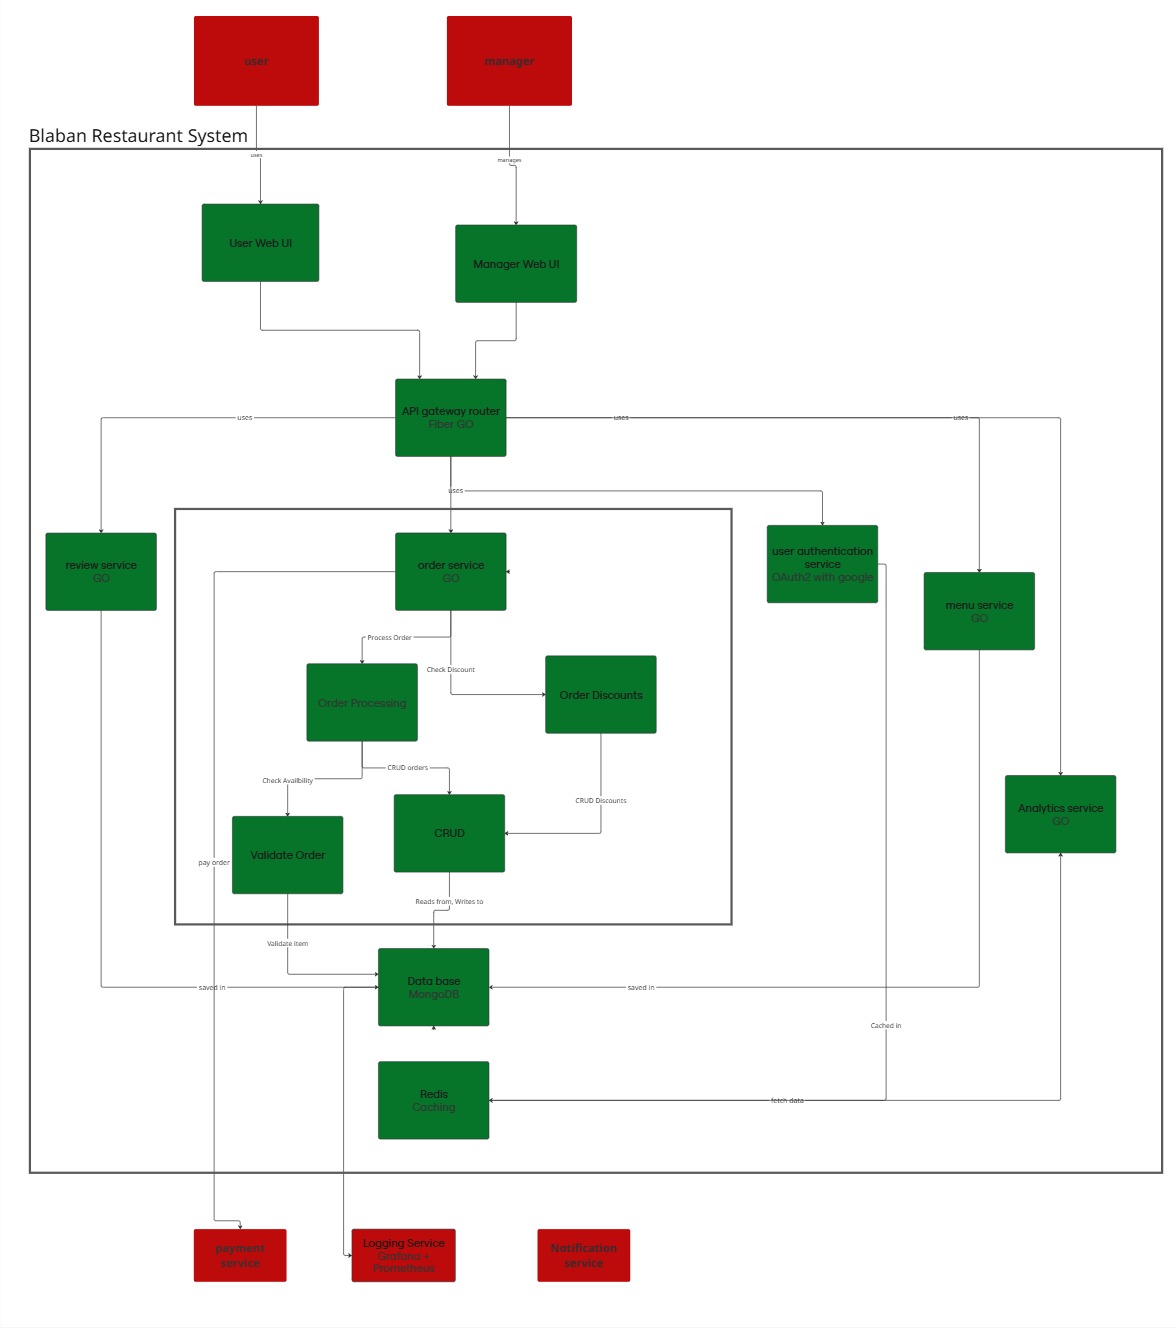 user
manager
Blaban Restaurant System
uses
manages
User Web UI
Manager Web UI
API gateway router
Fiber GO
uses
uses
uses
uses
review service
GO
order service
GO
user authentication
service
OAuth2 with google
menu service
GO
Process Order
Check Discount
Order Processing
Order Discounts
CRUD orders
Check Availbility
CRUD Discounts
Analytics service
GO
CRUD
Validate Order
pay order
Reads from, Writes to
Validate item
Data base
MongoDB
saved in
saved in
Cached in
Redis
Caching
fetch data
payment
service
Logging Service
Grafana +
Prometheus
Notification
service